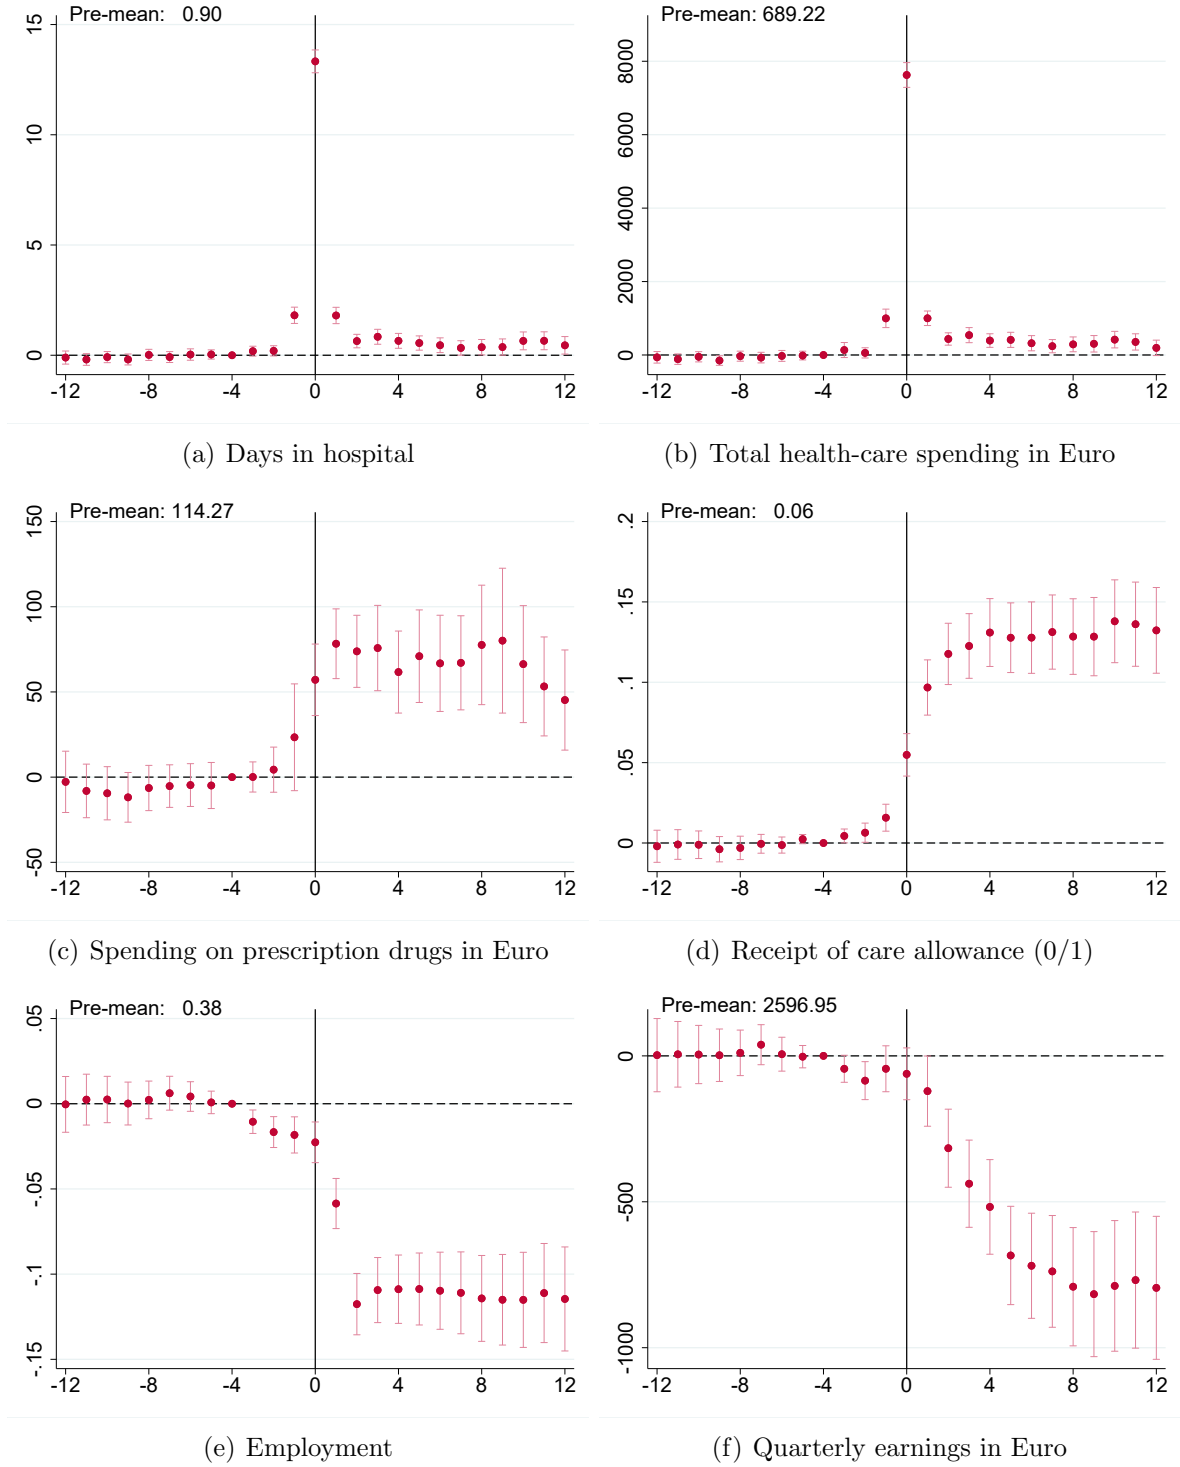 Pre-mean: 0.90
15
10
5
0
-12 -8 -4 0 4 8 12
(a) Days in hospital
Pre-mean: 689.22
8000
6000
4000
2000
0
-12 -8 -4 0 4 8 12
(b) Total health-care spending in Euro
Pre-mean: 114.27
150
100
50
0
-50
-12 -8 -4 0 4 8 12
(c) Spending on prescription drugs in Euro
Pre-mean: 0.06
.2
.15
.1
.05
0
-12 -8 -4 0 4 8 12
(d) Receipt of care allowance (0/1)
Pre-mean: 0.38
.05
0
-.05
-.1
-.15
-12 -8 -4 0 4 8 12
(e) Employment
Pre-mean: 2596.95
0
-500
-1000
-12 -8 -4 0 4 8 12
(f) Quarterly earnings in Euro